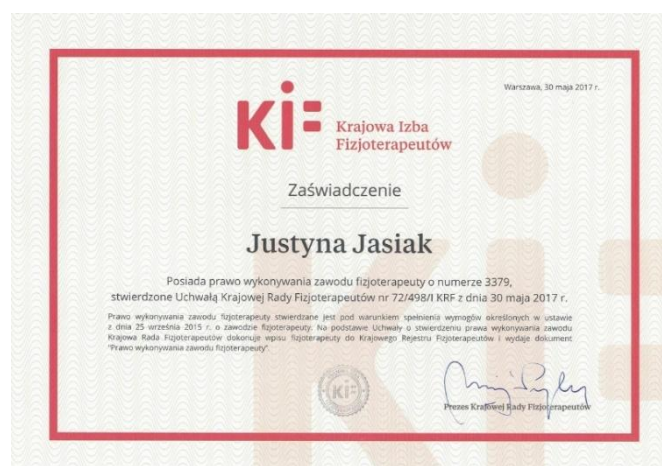 Warszawa, 30 maja 2017 r.
KiF
Krajowa Izba
Fizjoterapeutów
Zaświadczenie
Justyna Jasiak
Posiada prawo wykonywania zawodu fizjoterapeuty o numerze 3379,
stwierdzone Uchwałą Krajowej Rady Fizjoterapeutów nr 72/498/I KRF z dnia 30 maja 2017 r.
Prawo wykonywania zawodu fizjoterapeuty stwierdzone jest pod warunkiem spełnienia wymogów określonych w ustawie
z dnia 25 września 2015 r. o zawodzie fizjoterapeuty. Na podstawie Uchwały o stwierdzeniu prawa wykonywania zawodu
Krajowa Rada Fizjoterapeutów dokonuje wpisu fizjoterapeuty do Krajowego Rejestru Fizjoterapeutów i wydaje dokument
"Prawo wykonywania zawodu fizjoterapeuty".
KiF
Prezes Krajowej Rady Fizjoterapeutów